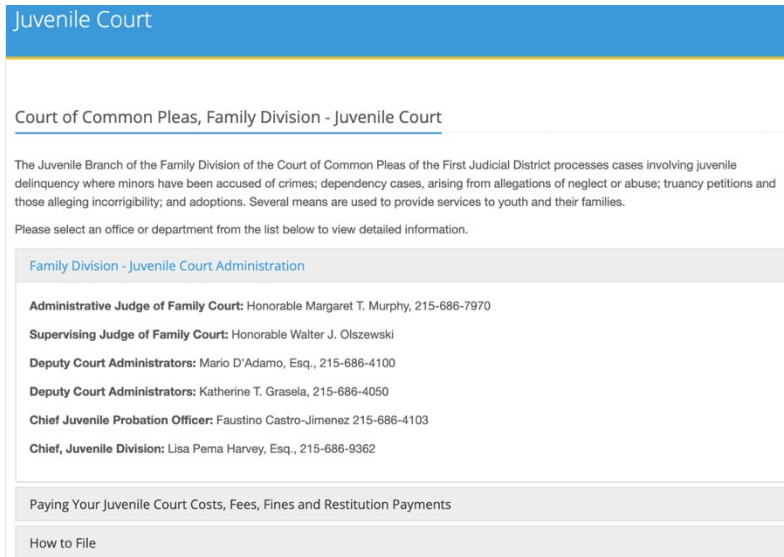 Juvenile Court
Court of Common Pleas, Family Division - Juvenile Court
The Juvenile Branch of the Family Division of the Court of Common Pleas of the First Judicial District processes cases involving juvenile
delinquency where minors have been accused of crimes; dependency cases, arising from allegations of neglect or abuse; truancy petitions and
those alleging incorrigibility; and adoptions. Several means are used to provide services to youth and their families.
Please select an office or department from the list below to view detailed information.
Family Division - Juvenile Court Administration
Administrative Judge of Family Court: Honorable Margaret T. Murphy, 215-686-7970
Supervising Judge of Family Court: Honorable Walter J. Olszewski
Deputy Court Administrators: Mario D'Adamo, Esq., 215-686-4100
Deputy Court Administrators: Katherine T. Grasela, 215-686-4050
Chief Juvenile Probation Officer: Faustino Castro-Jimenez 215-686-4103
Chief, Juvenile Division: Lisa Pema Harvey, Esq., 215-686-9362
Paying Your Juvenile Court Costs, Fees, Fines and Restitution Payments
How to File